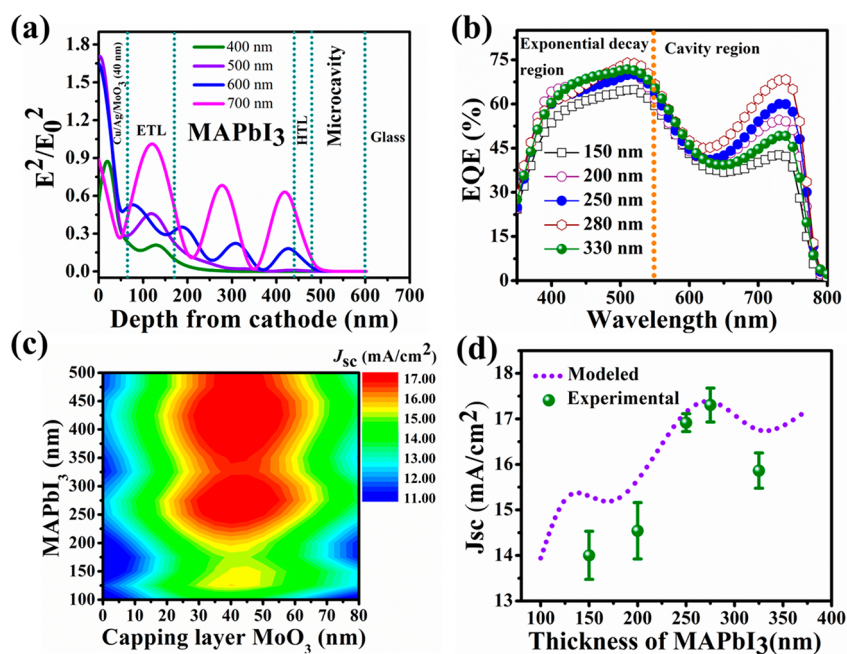 (a)
1.8
1.5
1.2
0.9
0.6
0.3
0.0
E²/E₀²
400 nm
500 nm
600 nm
700 nm
Cu/Ag/MoO₃ (40 nm)
ETL
MAPbI₃
HTL
Microcavity
Glass
0 100 200 300 400 500 600 700
Depth from cathode (nm)
(b)
75
60
45
30
15
0
EQE (%)
Exponential decay
region
Cavity region
150 nm
200 nm
250 nm
280 nm
330 nm
400 500 600 700 800
Wavelength (nm)
(c)
500
450
400
350
300
250
200
150
100
MAPbI₃ (nm)
Jsc (mA/cm²)
17.00
16.00
15.00
14.00
13.00
12.00
11.00
0 10 20 30 40 50 60 70 80
Capping layer MoO₃ (nm)
(d)
18
17
16
15
14
13
Jsc (mA/cm²)
Modeled
Experimental
100 150 200 250 300 350 400
Thickness of MAPbI3(nm)